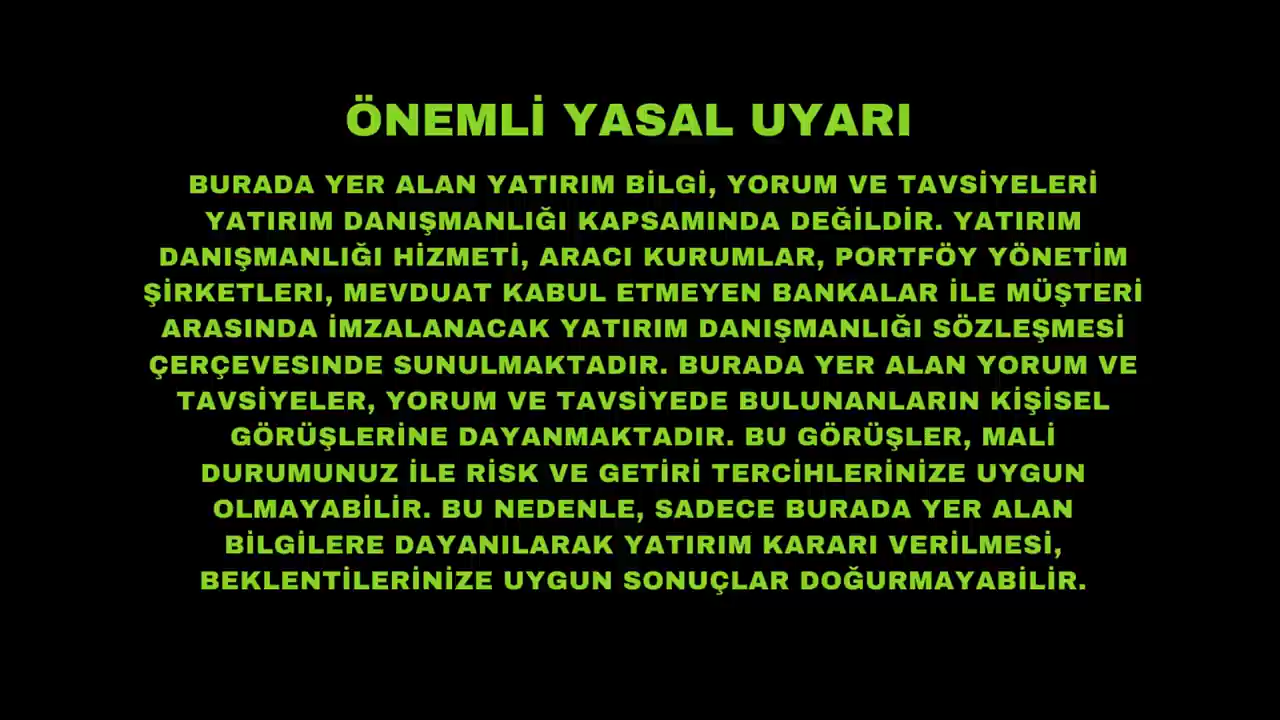 ÖNEMLİ YASAL UYARI
BURADA YER ALAN YATIRIM BİLGİ, YORUM VE TAVSİYELERİ
YATIRIM DANIŞMANLIĞI KAPSAMINDA DEĞİLDİR. YATIRIM
DANIŞMANLIĞI HİZMETİ, ARACI KURUMLAR, PORTFÖY YÖNETİM
ŞİRKETLERI, MEVDUAT KABUL ETMEYEN BANKALAR İLE MÜŞTERİ
ARASINDA İMZALANACAK YATIRIM DANIŞMANLIĞI SÖZLEŞMESİ
ÇERÇEVESINDE SUNULMAKTADIR. BURADA YER ALAN YORUM VE
TAVSİYELER, YORUM VE TAVSİYEDE BULUNANLARIN KİŞİSEL
GÖRÜŞLERİNE DAYANMAKTADIR. BU GÖRÜŞLER, MALİ
DURUMUNUZ İLE RİSK VE GETİRİ TERCİHLERİNİZE UYGUN
OLMAYABİLİR. BU NEDENLE, SADECE BURADA YER ALAN
BİLGİLERE DAYANILARAK YATIRIM KARARI VERİLMESİ,
BEKLENTİLERİNİZE UYGUN SONUÇLAR DOĞURMAYABİLİR.